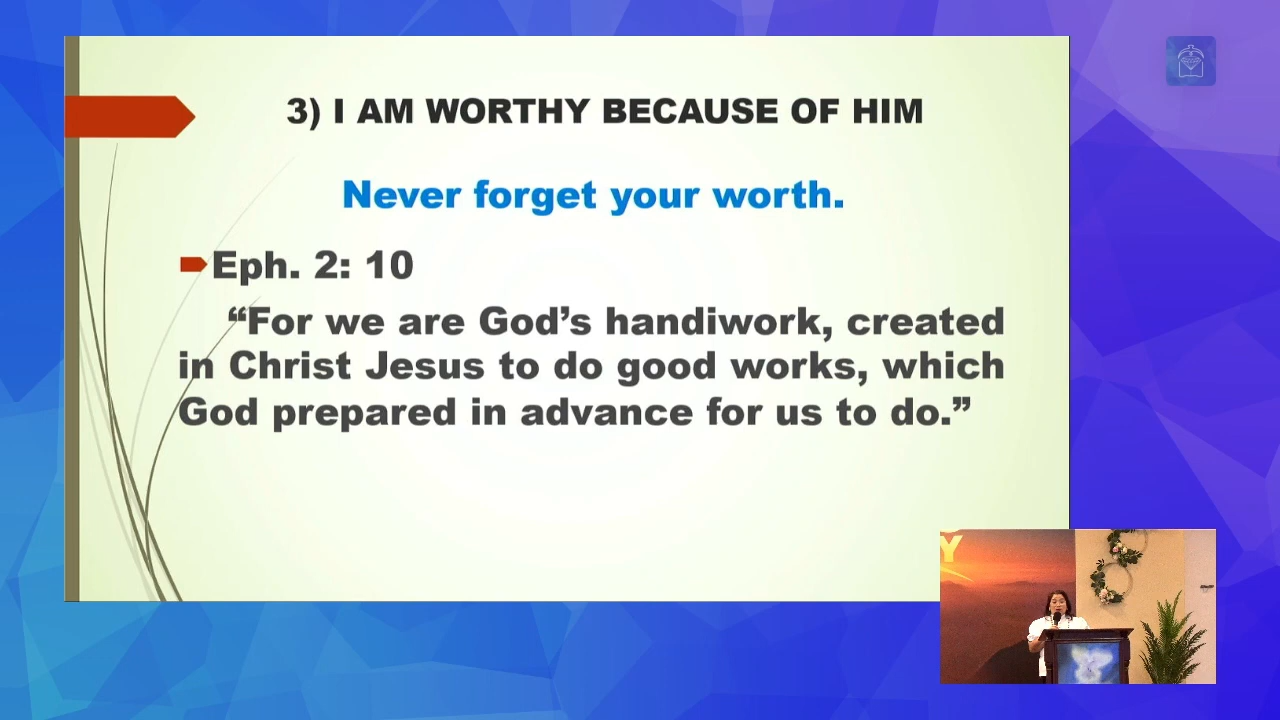 3) I AM WORTHY BECAUSE OF HIM
Never forget your worth.
Eph. 2: 10
“For we are God’s handiwork, created
in Christ Jesus to do good works, which
God prepared in advance for us to do.”
Y